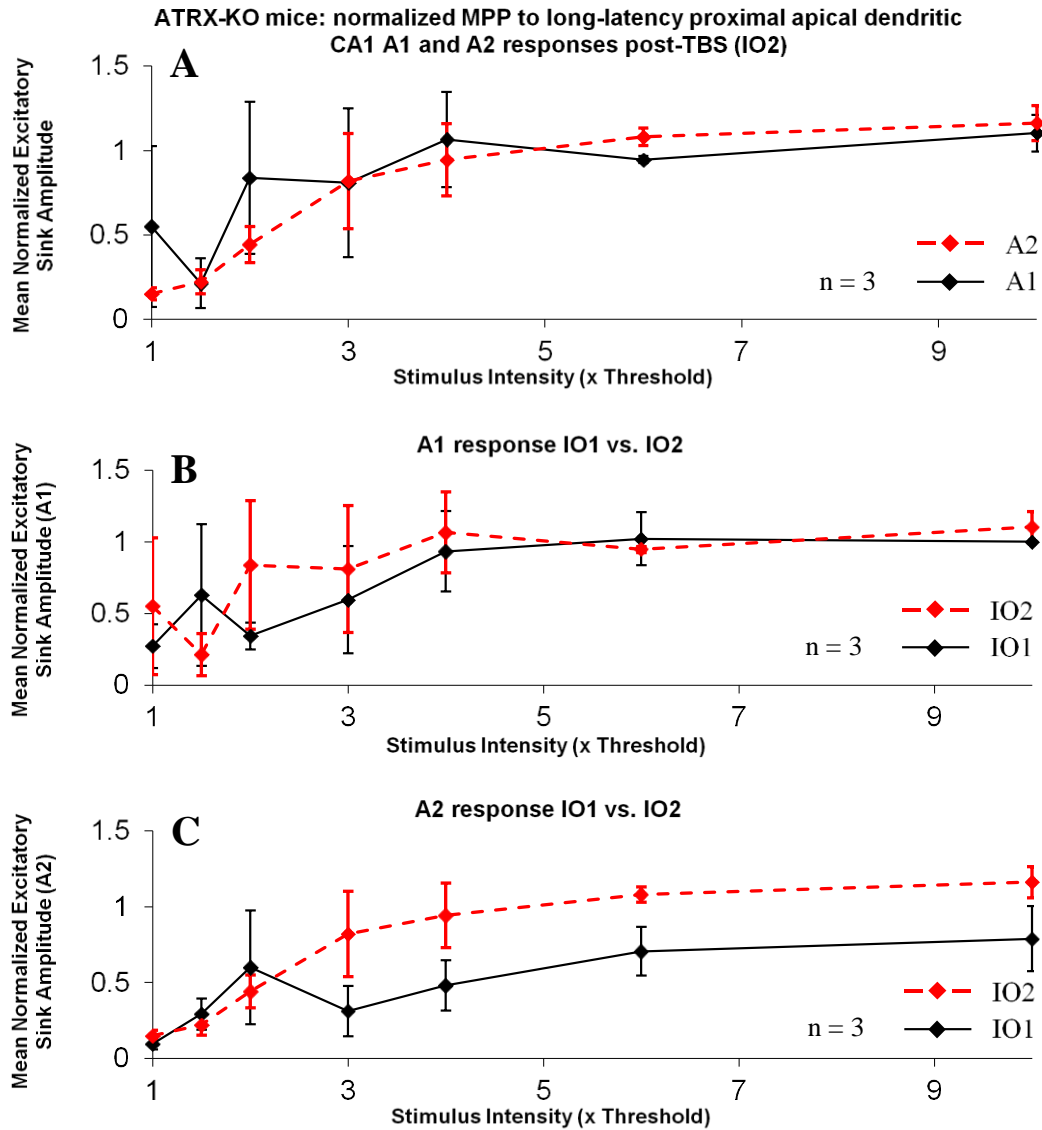 ATRX-KO mice: normalized MPP to long-latency proximal apical dendritic
CA1 A1 and A2 responses post-TBS (IO2)
A
Mean Normalized Excitatory
Sink Amplitude
1.5
1
0.5
0
A2
n = 3
A1
1 3 5 7 9
Stimulus Intensity (x Threshold)
A1 response IO1 vs. IO2
B
Mean Normalized Excitatory
Sink Amplitude (A1)
1.5
1
0.5
0
IO2
n = 3
IO1
1 3 5 7 9
Stimulus Intensity (x Threshold)
A2 response IO1 vs. IO2
C
Mean Normalized Excitatory
Sink Amplitude (A2)
1.5
1
0.5
0
IO2
n = 3
IO1
1 3 5 7 9
Stimulus Intensity (x Threshold)